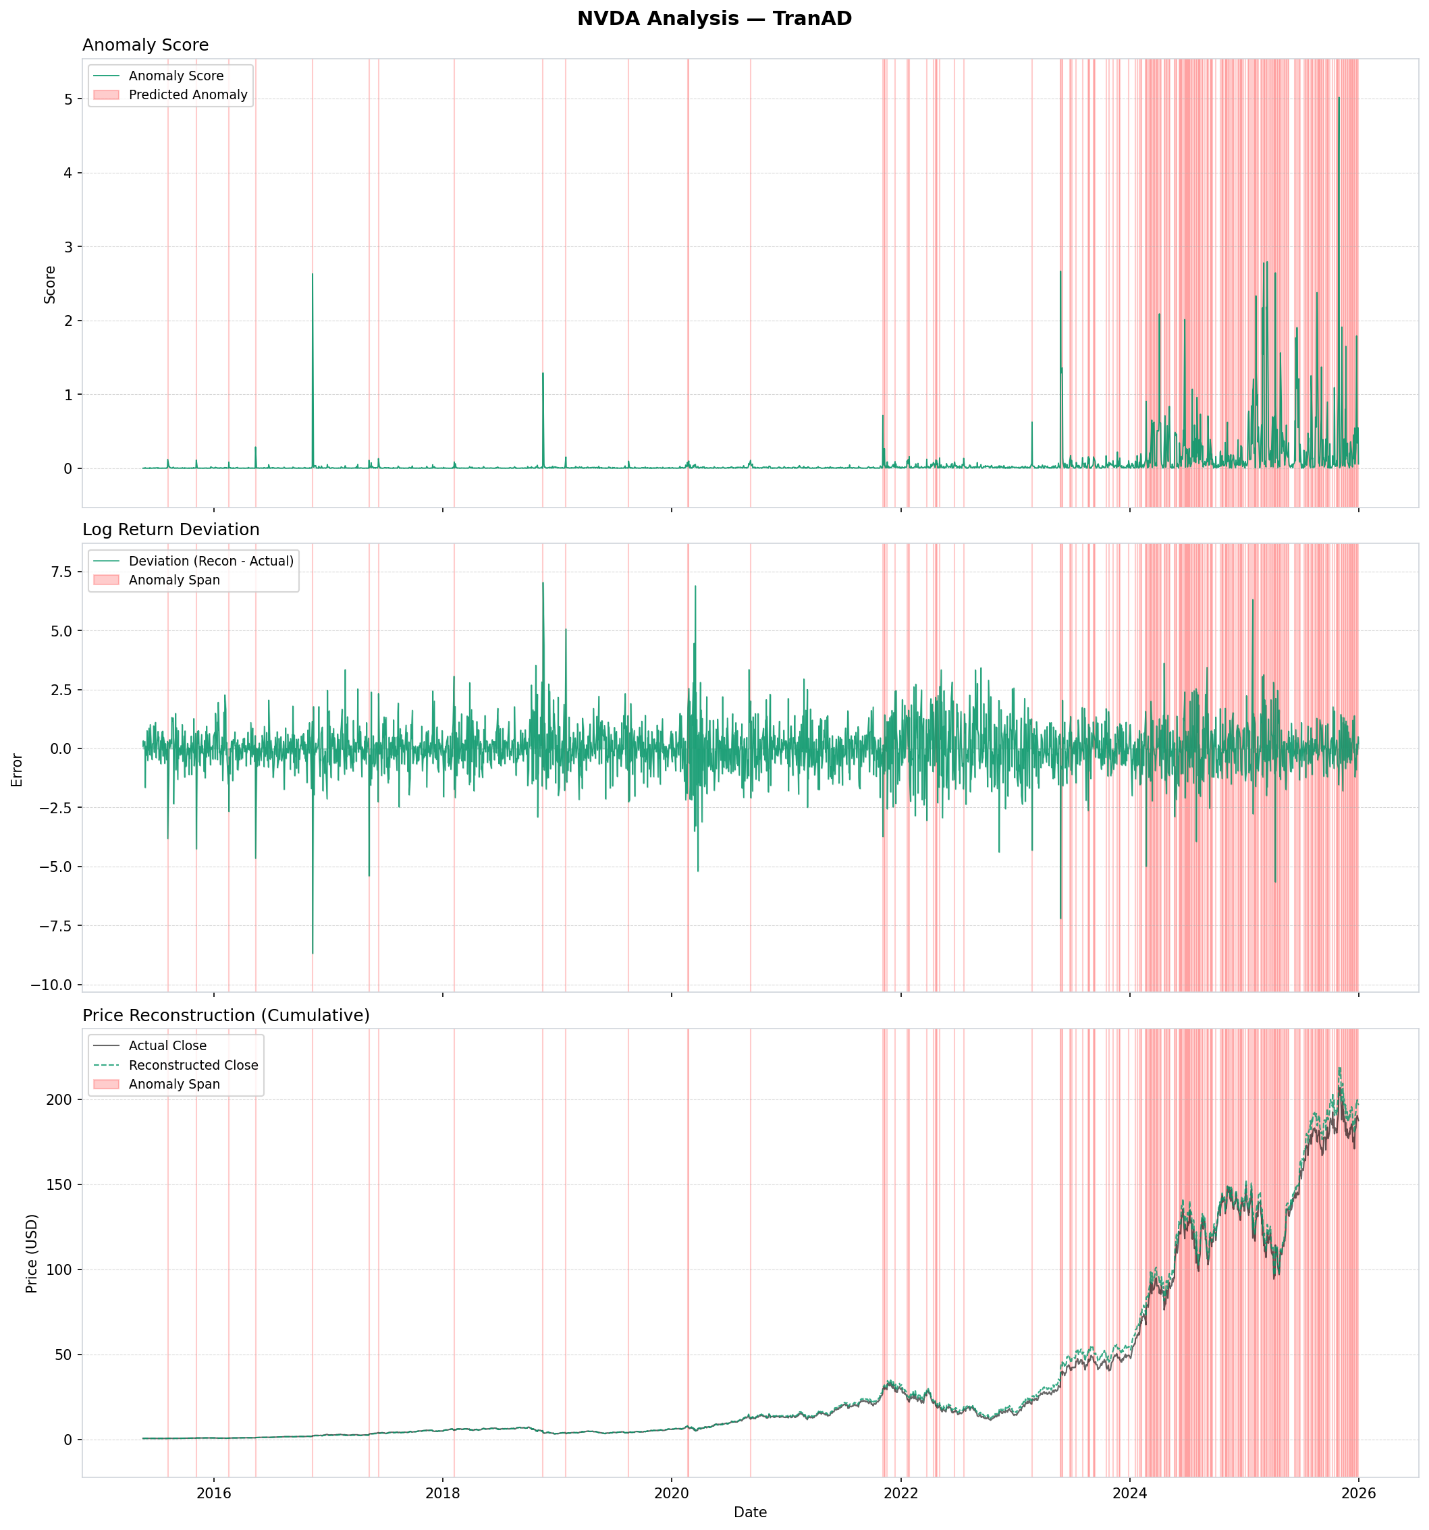 NVDA Analysis — TranAD
Anomaly Score
Anomaly Score
Predicted Anomaly
5
4
3
2
1
0
Score
Log Return Deviation
Deviation (Recon - Actual)
Anomaly Span
7.5
5.0
2.5
0.0
−2.5
−5.0
−7.5
−10.0
Error
Price Reconstruction (Cumulative)
Actual Close
Reconstructed Close
Anomaly Span
200
150
100
50
0
Price (USD)
2016 2018 2020 2022 2024 2026
Date